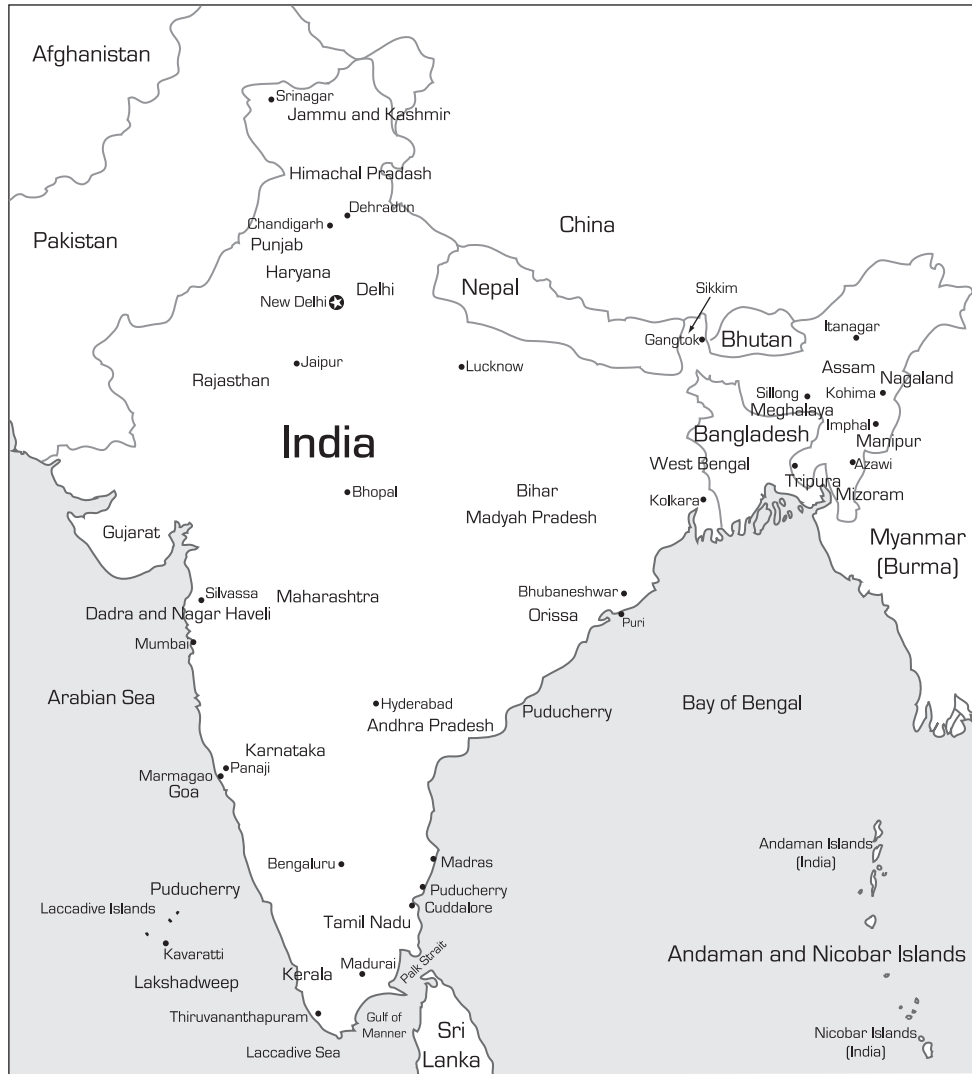 Afghanistan
Srinagar
Jammu and Kashmir
Himachal Pradash
Dehradun
Chandigarh
Punjab
Pakistan
China
Haryana
Delhi
New Delhi
Nepal
Sikkim
Gangtok
Bhutan
Itanagar
Jaipur
Rajasthan
Lucknow
Assam
Nagaland
Sillong
Kohima
Meghalaya
Imphal
Manipur
India
Bangladesh
West Bengal
Azawi
Tripura
Mizoram
Bhopal
Bihar
Kolkara
Madyah Pradesh
Gujarat
Myanmar
(Burma)
Silvassa
Maharashtra
Dadra and Nagar Haveli
Bhubaneshwar
Orissa
Puri
Mumbai
Arabian Sea
Hyderabad
Andhra Pradesh
Puducherry
Bay of Bengal
Karnataka
Panaji
Marmagao
Goa
Bengaluru
Madras
Andaman Islands
(India)
Puducherry
Puducherry
Laccadive Islands
Cuddalore
Tamil Nadu
Kavaratti
Lakshadweep
Kerala
Madurai
Palk Strait
Andaman and Nicobar Islands
Thiruvananthapuram
Gulf of
Manner
Sri
Lanka
Laccadive Sea
Nicobar Islands
(India)